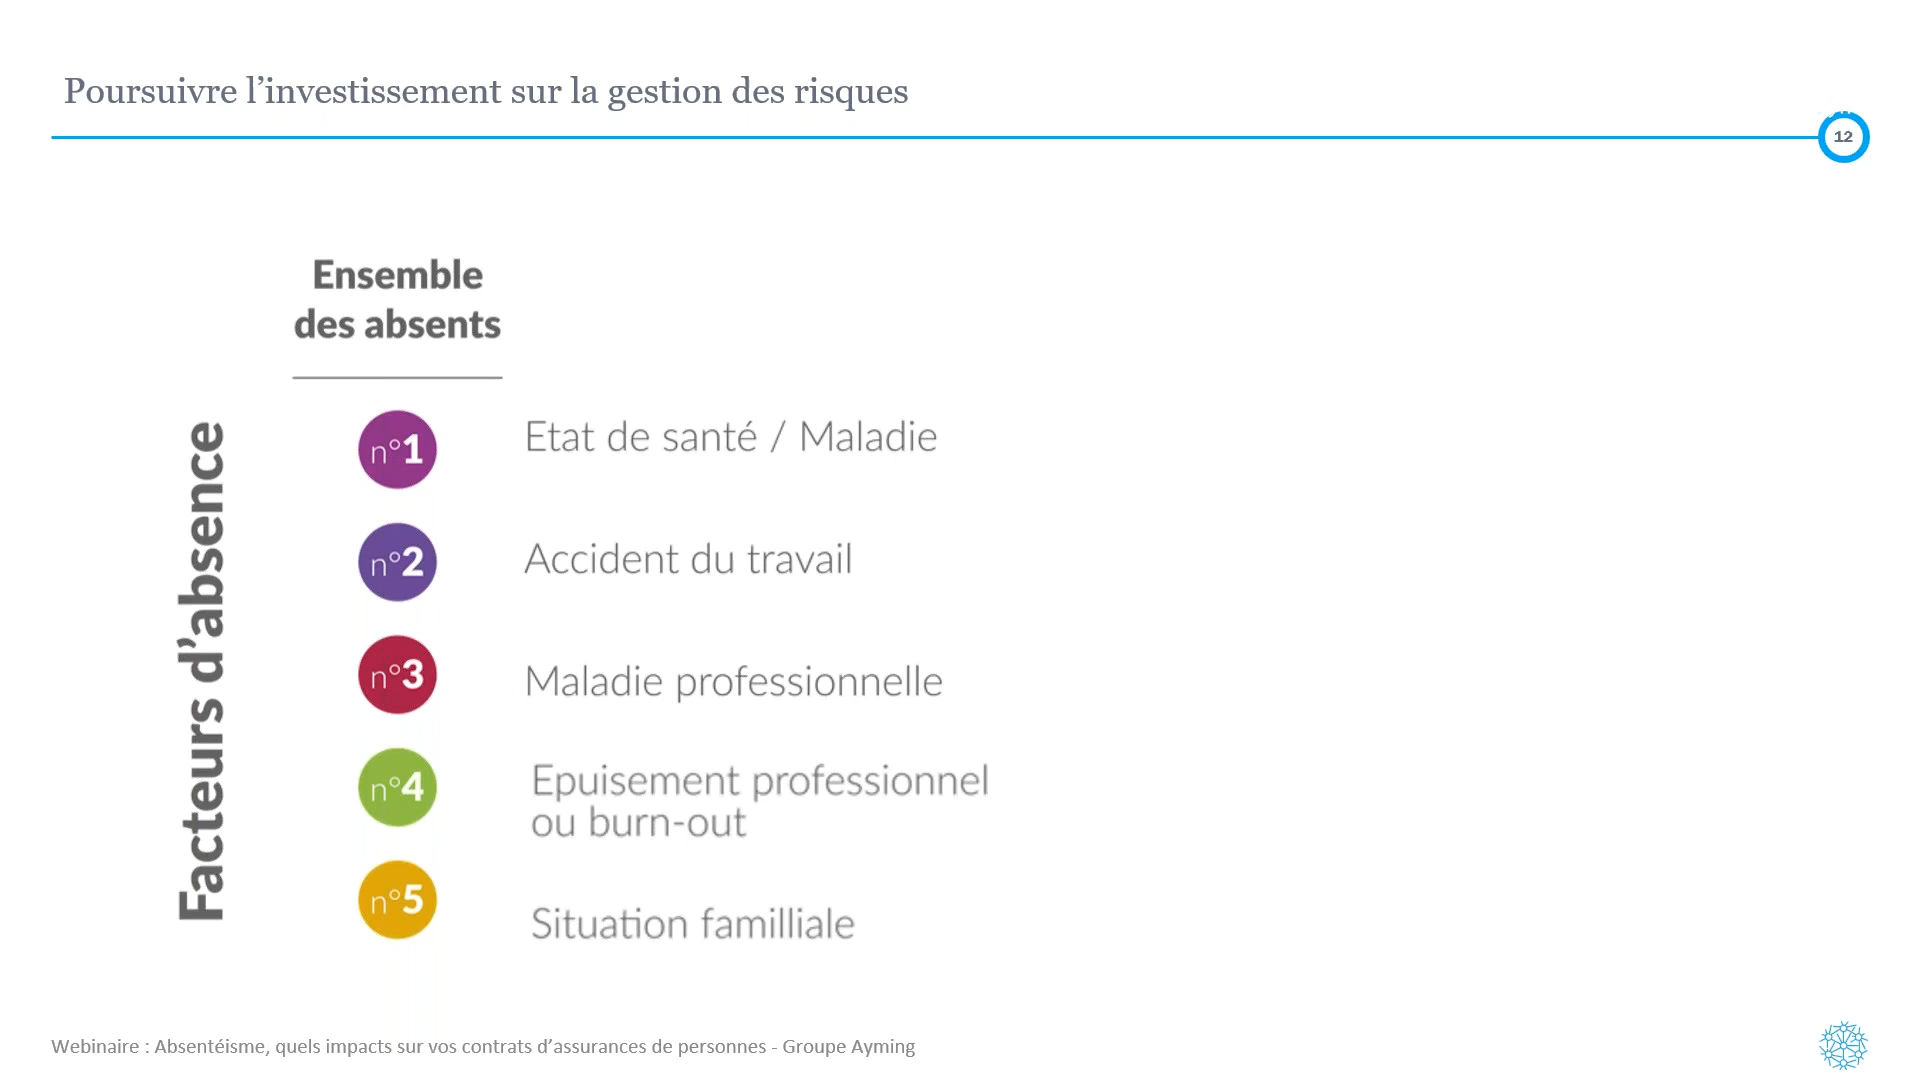 Poursuivre l’investissement sur la gestion des risques
12
Ensemble
des absents
Facteurs d’absence
n°1 Etat de santé / Maladie
n°2 Accident du travail
n°3 Maladie professionnelle
n°4 Epuisement professionnel
ou burn-out
n°5 Situation familliale
Webinaire : Absentéisme, quels impacts sur vos contrats d’assurances de personnes - Groupe Ayming